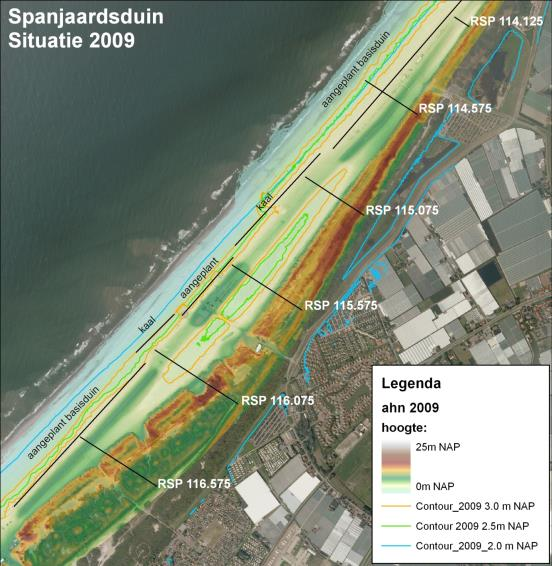 Spanjaardsduin
Situatie 2009
RSP 114.125
aangeplant basisduin
RSP 114.575
kaal
RSP 115.075
aangeplant
RSP 115.575
kaal
RSP 116.075
aangeplant basisduin
RSP 116.575
Legenda
ahn 2009
hoogte:
25m NAP
0m NAP
Contour_2009 3.0 m NAP
Contour 2009 2.5m NAP
Contour_2009_2.0 m NAP